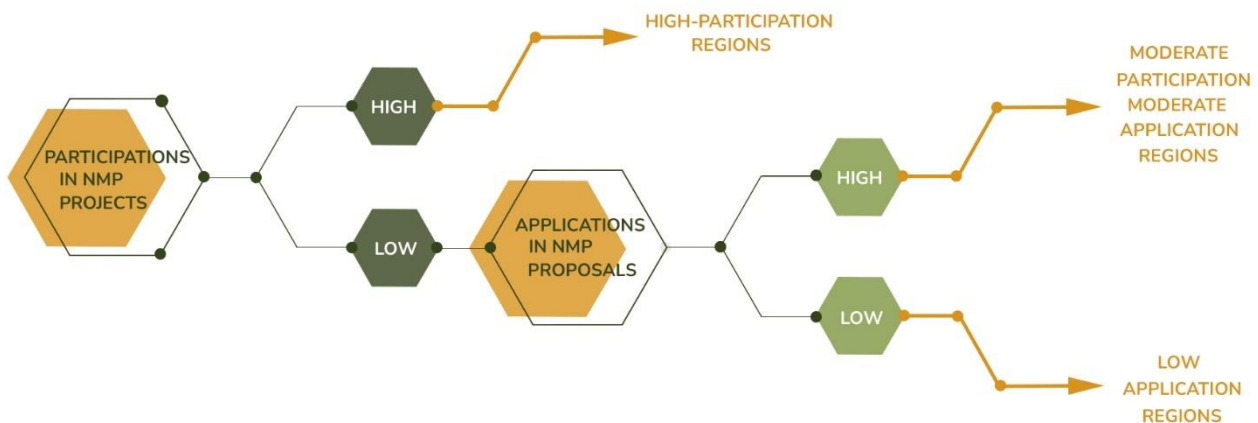 HIGH-PARTICIPATION
REGIONS
PARTICIPATIONS
IN NMP
PROJECTS
HIGH
LOW
APPLICATIONS
IN NMP
PROPOSALS
HIGH
MODERATE
PARTICIPATION
MODERATE
APPLICATION
REGIONS
LOW
LOW
APPLICATION
REGIONS